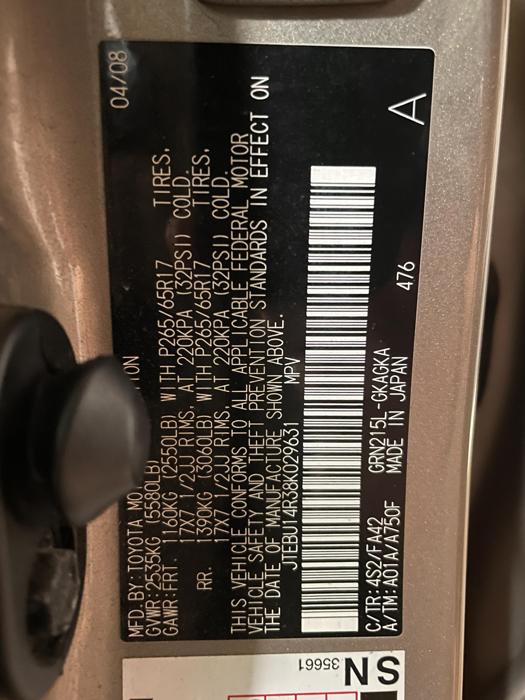 MFD. BY: TOYOTA MO
04/08
GVWR: 2535KG (5580LB)
GAWR: FRT 1160KG (2550LB) WITH P265/65R17 TIRES,
17X7 1/2JJ RIMS, AT 220KPA (32PSI) COLD.
RR. 1390KG (3060LB) WITH P265/65R17 TIRES,
17X7 1/2JJ RIMS, AT 220KPA (32PSI) COLD.
THIS VEHICLE CONFORMS TO ALL APPLICABLE FEDERAL MOTOR
VEHICLE SAFETY AND THEFT PREVENTION STANDARDS IN EFFECT ON
THE DATE OF MANUFACTURE SHOWN ABOVE.
JTEBU14R38K029631 MPV
C/TR: 4S2/FA42 GRN215L-GKAGKA 476
A/TM: A01A/A750F MADE IN JAPAN A
SN 35661